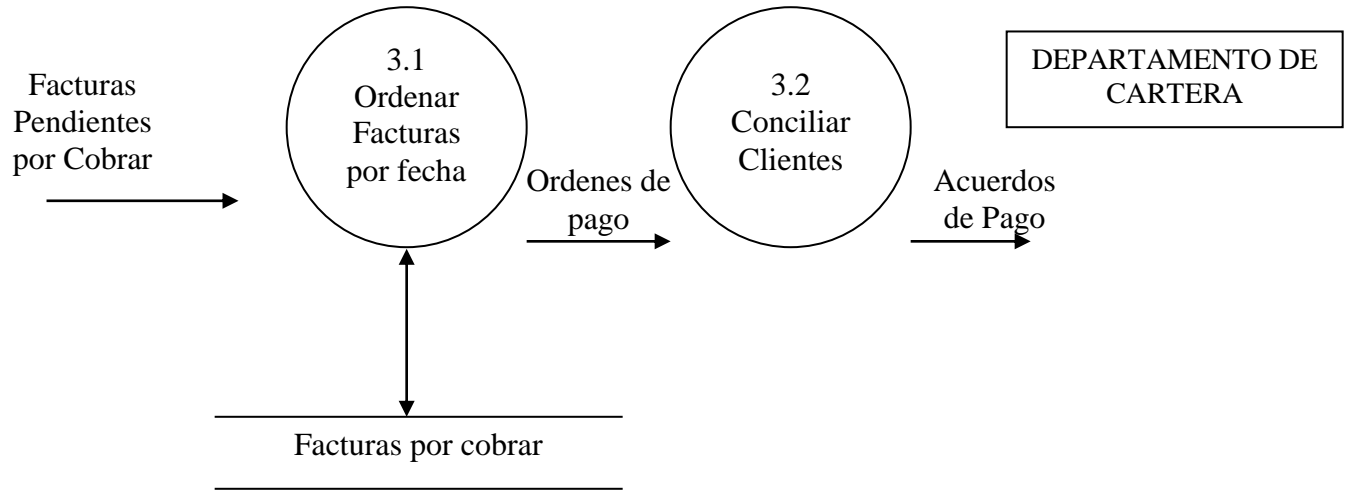 Facturas
Pendientes
por Cobrar
3.1
Ordenar
Facturas
por fecha
Ordenes de
pago
3.2
Conciliar
Clientes
Acuerdos
de Pago
DEPARTAMENTO DE
CARTERA
Facturas por cobrar